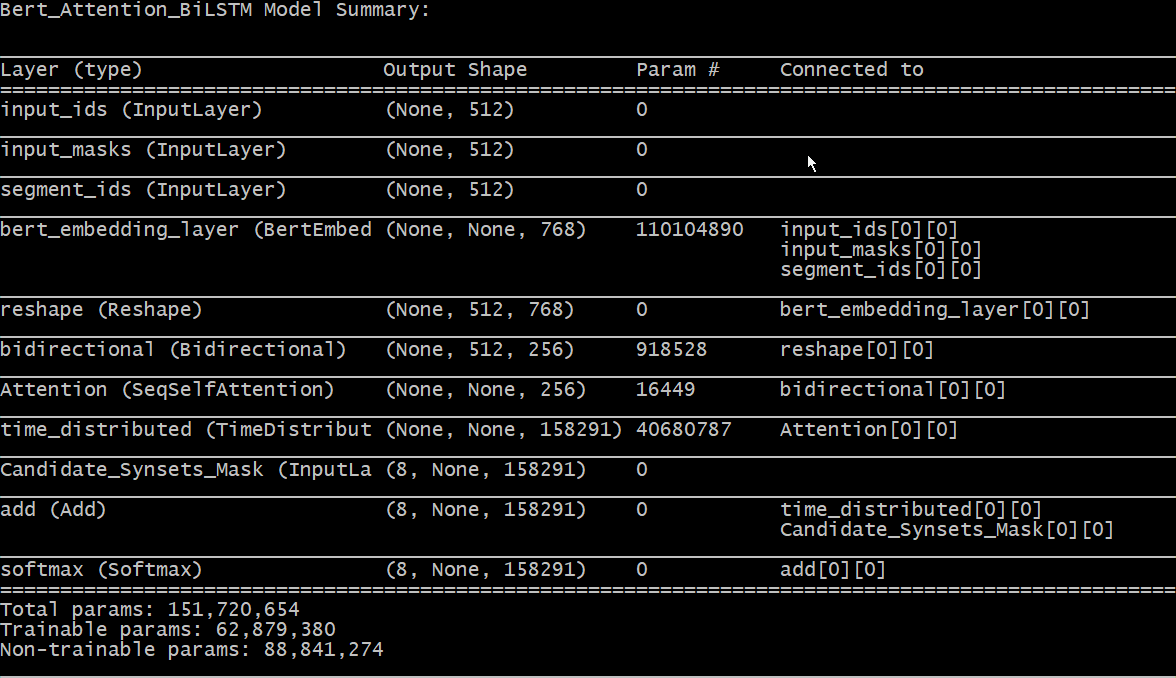 Bert_Attention_BiLSTM Model Summary:
Layer (type) Output Shape Param # Connected to
input_ids (InputLayer) (None, 512) 0
input_masks (InputLayer) (None, 512) 0
segment_ids (InputLayer) (None, 512) 0
bert_embedding_layer (BertEmbed (None, None, 768) 110104890 input_ids[0][0]
input_masks[0][0]
segment_ids[0][0]
reshape (Reshape) (None, 512, 768) 0 bert_embedding_layer[0][0]
bidirectional (Bidirectional) (None, 512, 256) 918528 reshape[0][0]
Attention (SeqSelfAttention) (None, None, 256) 16449 bidirectional[0][0]
time_distributed (TimeDistribut (None, None, 158291) 40680787 Attention[0][0]
Candidate_Synsets_Mask (InputLa (8, None, 158291) 0
add (Add) (8, None, 158291) 0 time_distributed[0][0]
Candidate_Synsets_Mask[0][0]
softmax (Softmax) (8, None, 158291) 0 add[0][0]
Total params: 151,720,654
Trainable params: 62,879,380
Non-trainable params: 88,841,274